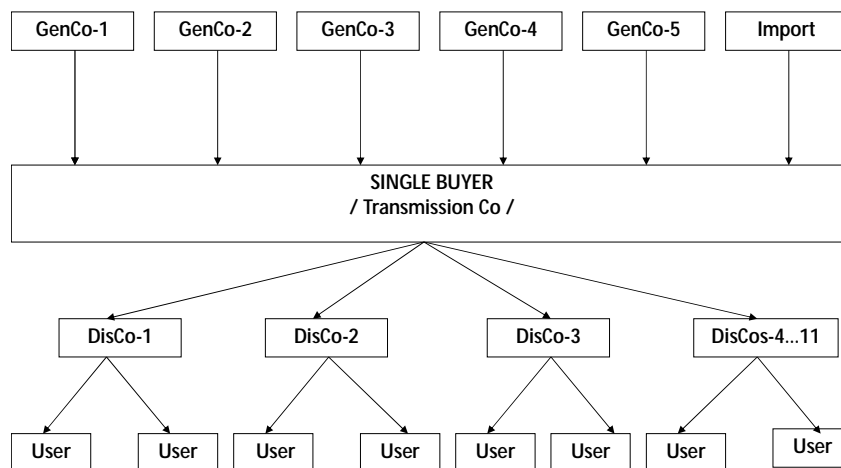 GenCo-1
GenCo-2
GenCo-3
GenCo-4
GenCo-5
Import
SINGLE BUYER
/ Transmission Co /
DisCo-1
DisCo-2
DisCo-3
DisCos-4...11
User
User
User
User
User
User
User
User